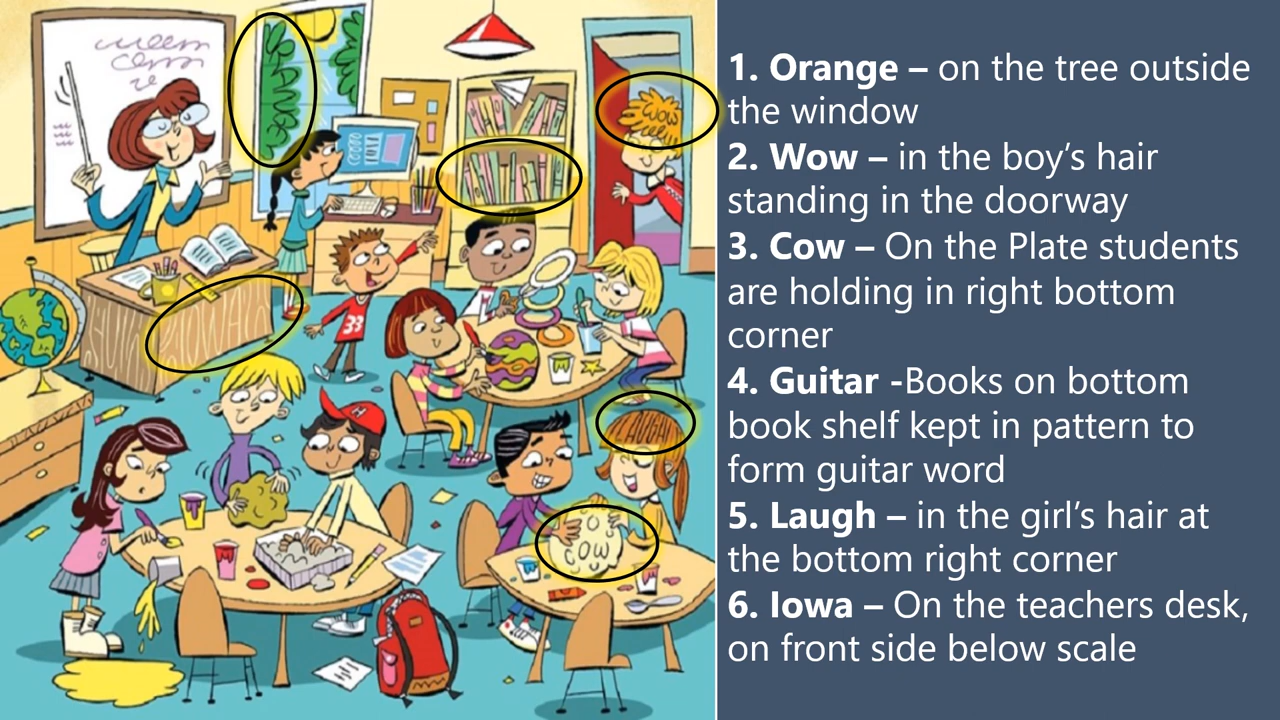 WOW
33
H
COW
1. Orange – on the tree outside
the window
2. Wow – in the boy’s hair
standing in the doorway
3. Cow – On the Plate students
are holding in right bottom
corner
4. Guitar -Books on bottom
book shelf kept in pattern to
form guitar word
5. Laugh – in the girl’s hair at
the bottom right corner
6. Iowa – On the teachers desk,
on front side below scale